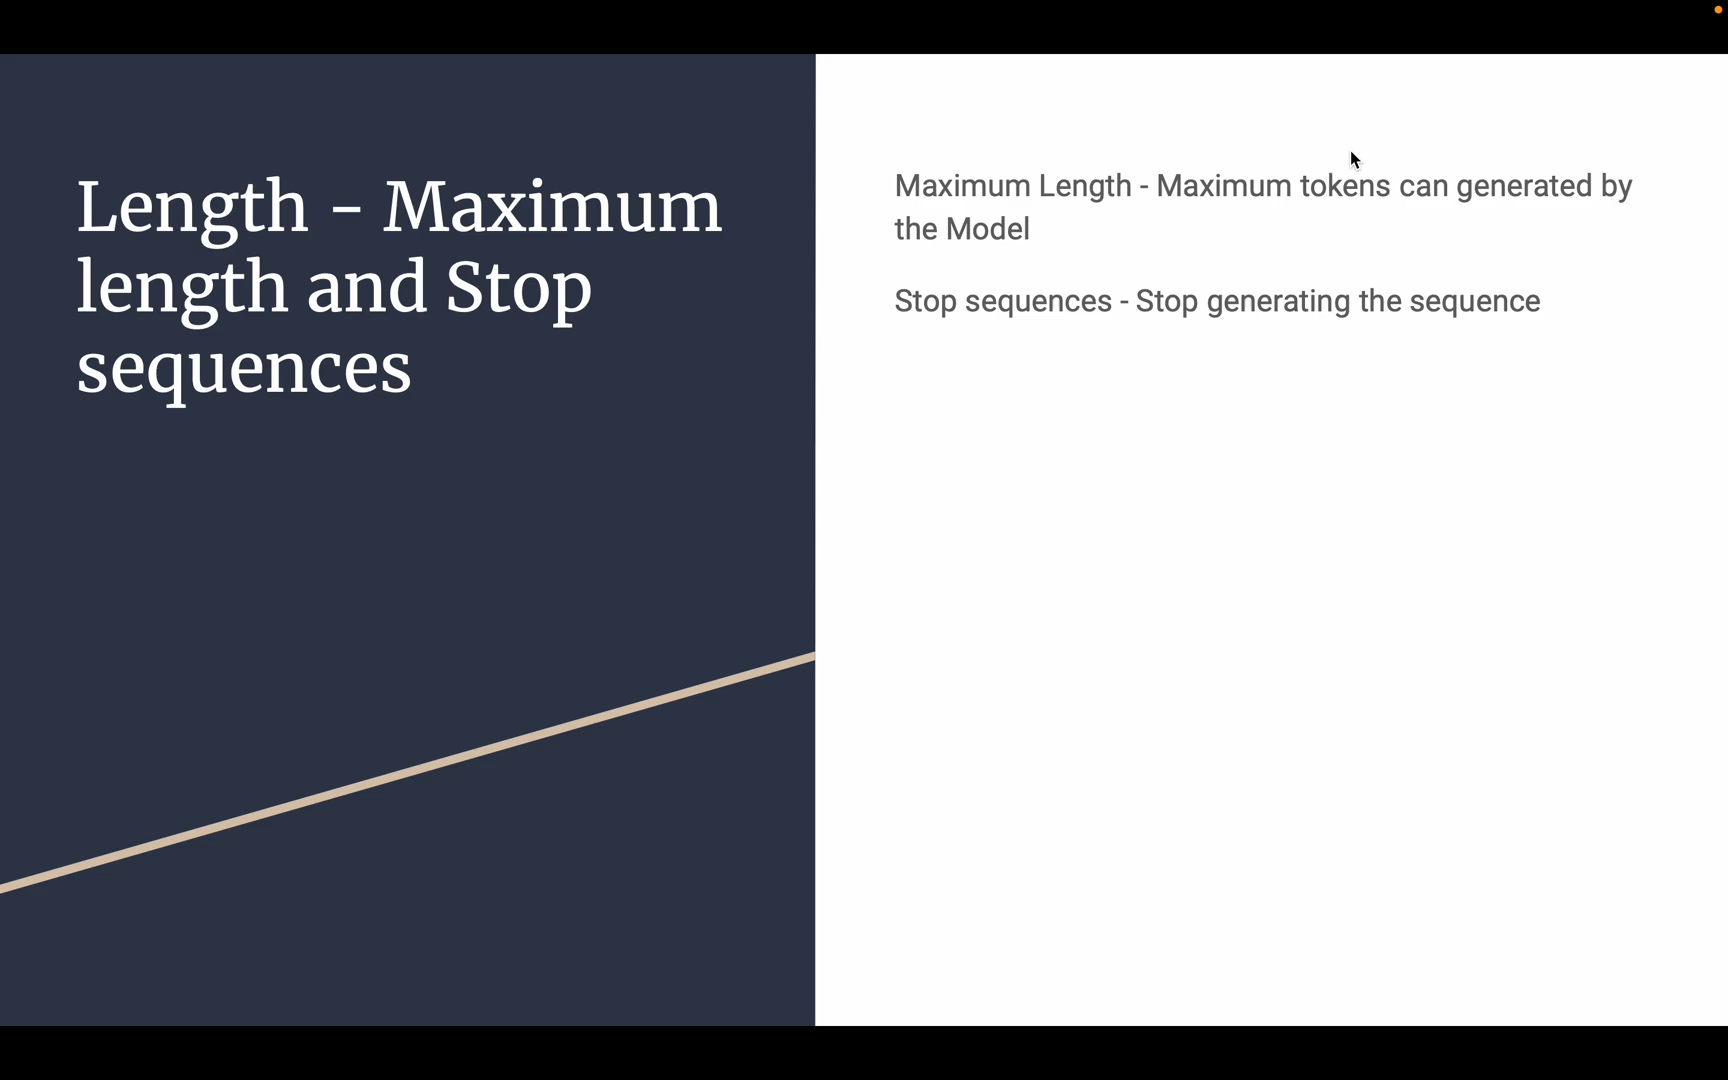 Length - Maximum
length and Stop
sequences
Maximum Length - Maximum tokens can generated by
the Model
Stop sequences - Stop generating the sequence